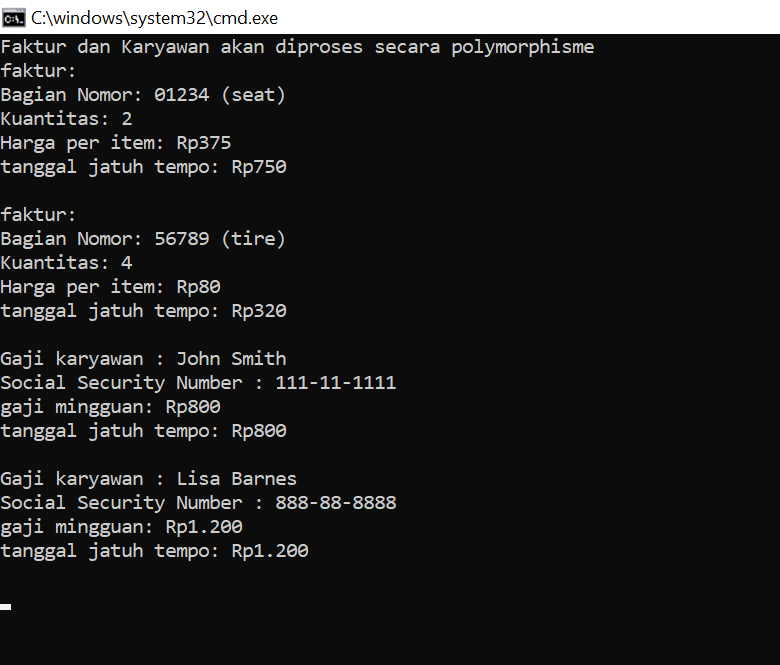 C:\windows\system32\cmd.exe
Faktur dan Karyawan akan diproses secara polymorphisme
faktur:
Bagian Nomor: 01234 (seat)
Kuantitas: 2
Harga per item: Rp375
tanggal jatuh tempo: Rp750
faktur:
Bagian Nomor: 56789 (tire)
Kuantitas: 4
Harga per item: Rp80
tanggal jatuh tempo: Rp320
Gaji karyawan : John Smith
Social Security Number : 111-11-1111
gaji mingguan: Rp800
tanggal jatuh tempo: Rp800
Gaji karyawan : Lisa Barnes
Social Security Number : 888-88-8888
gaji mingguan: Rp1.200
tanggal jatuh tempo: Rp1.200